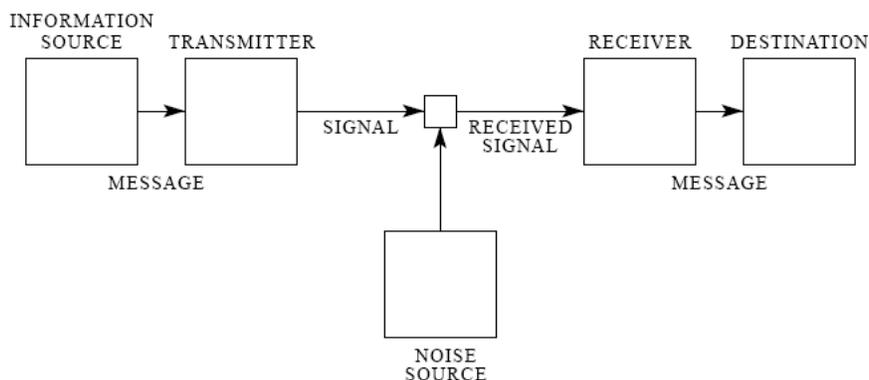 INFORMATION
SOURCE
TRANSMITTER
RECEIVER
DESTINATION
SIGNAL
RECEIVED
SIGNAL
MESSAGE
MESSAGE
NOISE
SOURCE